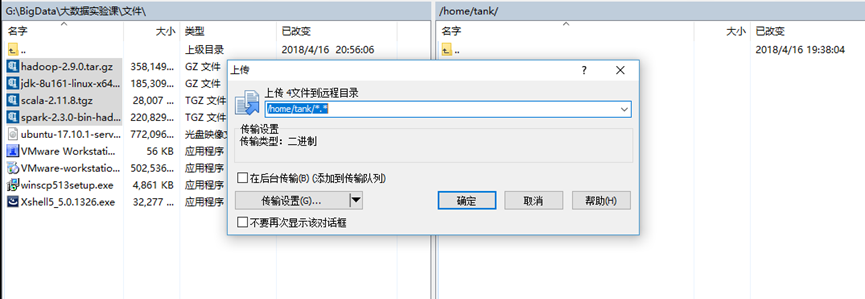 G:\BigData\大数据实验课\文件\
名字 大小 类型 已改变
.. 上级目录 2018/4/16 20:56:06
hadoop-2.9.0.tar.gz 358,149... GZ 文件
jdk-8u161-linux-x64... 185,...
scala-2.11.8.tgz 28,007 ... TGZ 文件
spark-2.3.0-bin-had... 220,829... TGZ 文件
ubuntu-17.10.1-serv... 772,096... 光盘映像文
VMware Workstati... 56 KB 应用程序
VMware-workstatio... 502,536... 应用程序
winscp513setup.exe 4,861 KB 应用程序
Xshell5_5.0.1326.exe 32,277 ... 应用程序
上传 ?
上传 4文件到远程目录
/home/tank/*.*
传输设置
传输类型：二进制
在后台传输(B) (添加到传输队列)
传输设置(G)... 确定 取消 帮助(H)
不要再次显示该对话框
/home/tank/
名字 大小 已改变
.. 2018/4/16 19:38:04